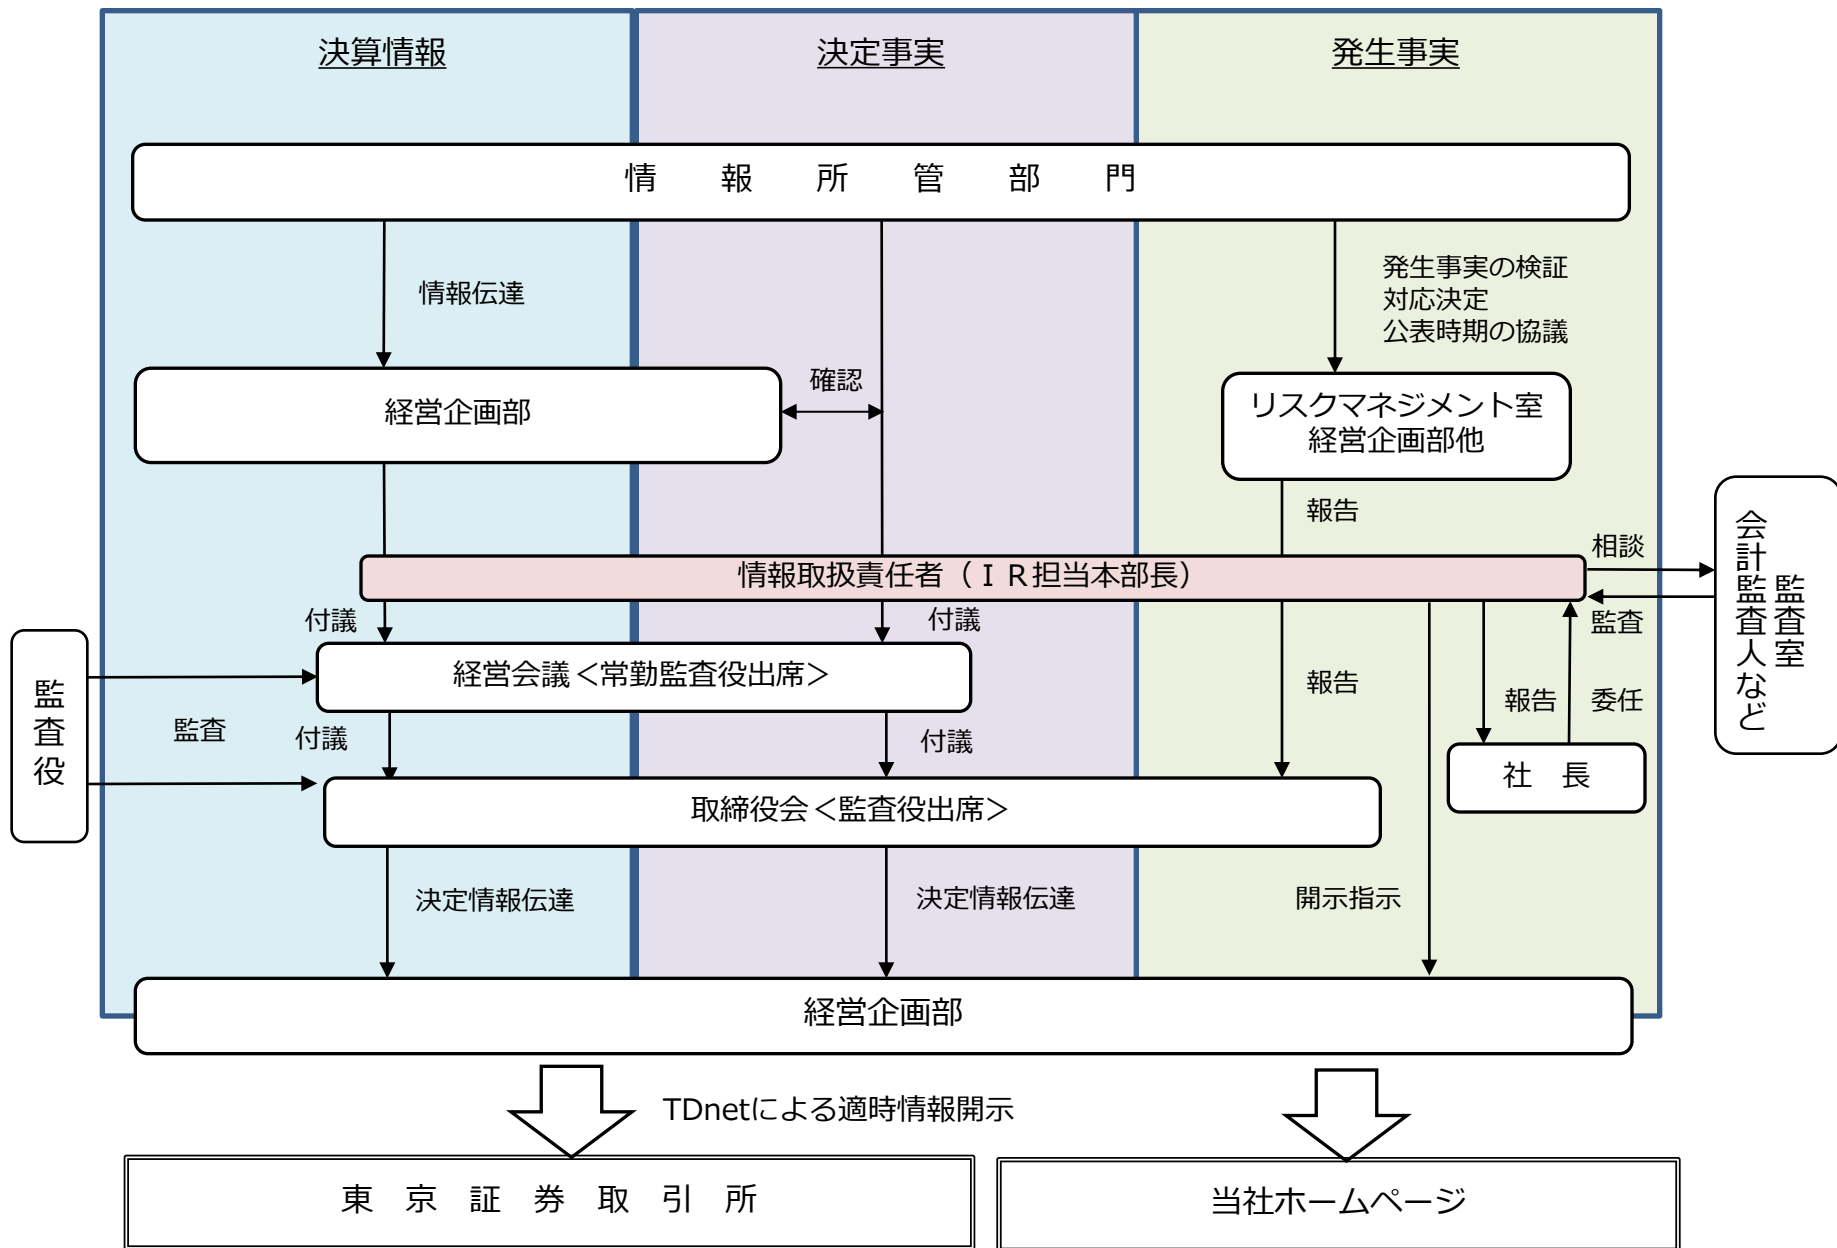 決算情報
決定事実
発生事実
情報所管部門
情報伝達
発生事実の検証
対応決定
公表時期の協議
経営企画部
確認
リスクマネジメント室
経営企画部他
報告
情報取扱責任者（ＩＲ担当本部長）
相談
監査
監査室
会計監査人など
付議
付議
経営会議＜常勤監査役出席＞
監査役
監査
付議
付議
報告
報告
委任
社　長
取締役会＜監査役出席＞
決定情報伝達
決定情報伝達
開示指示
経営企画部
TDnetによる適時情報開示
東京証券取引所
当社ホームページ